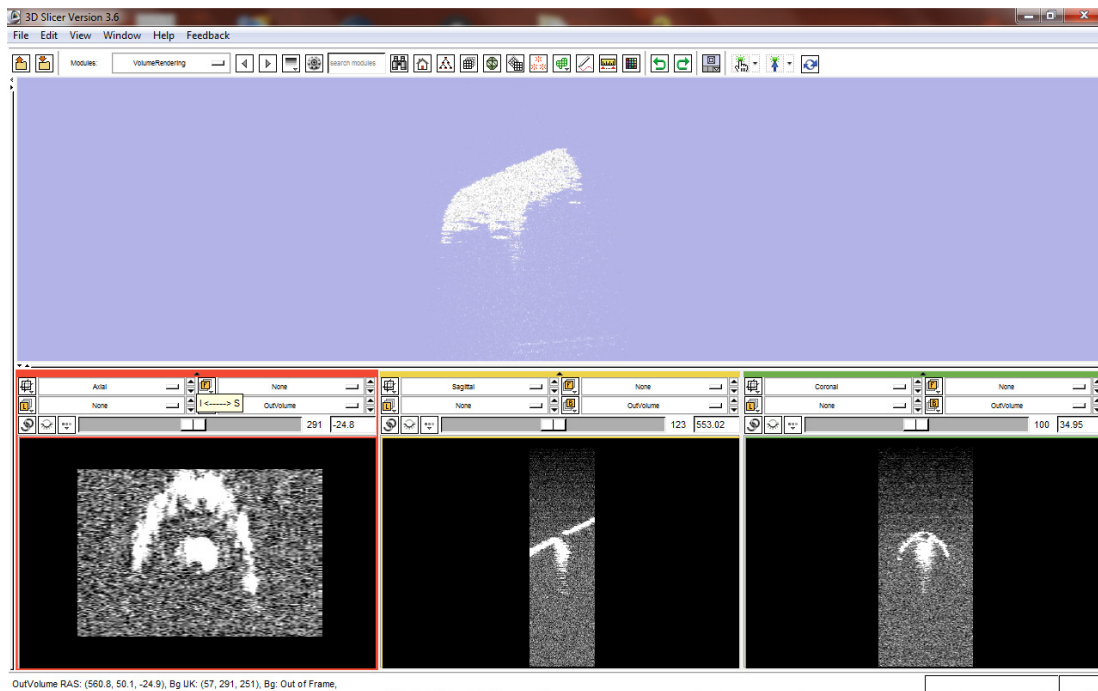 3D Slicer Version 3.6
File Edit View Window Help Feedback
Modules: VolumeRendering search modules
Axial None
None OutVolume
I <-----> S
291 -24.8
Sagittal None
None OutVolume
123 553.02
Coronal None
None OutVolume
100 34.95
OutVolume RAS: (560.8, 50.1, -24.9), Bg IJK: (57, 291, 251), Bg: Out of Frame,